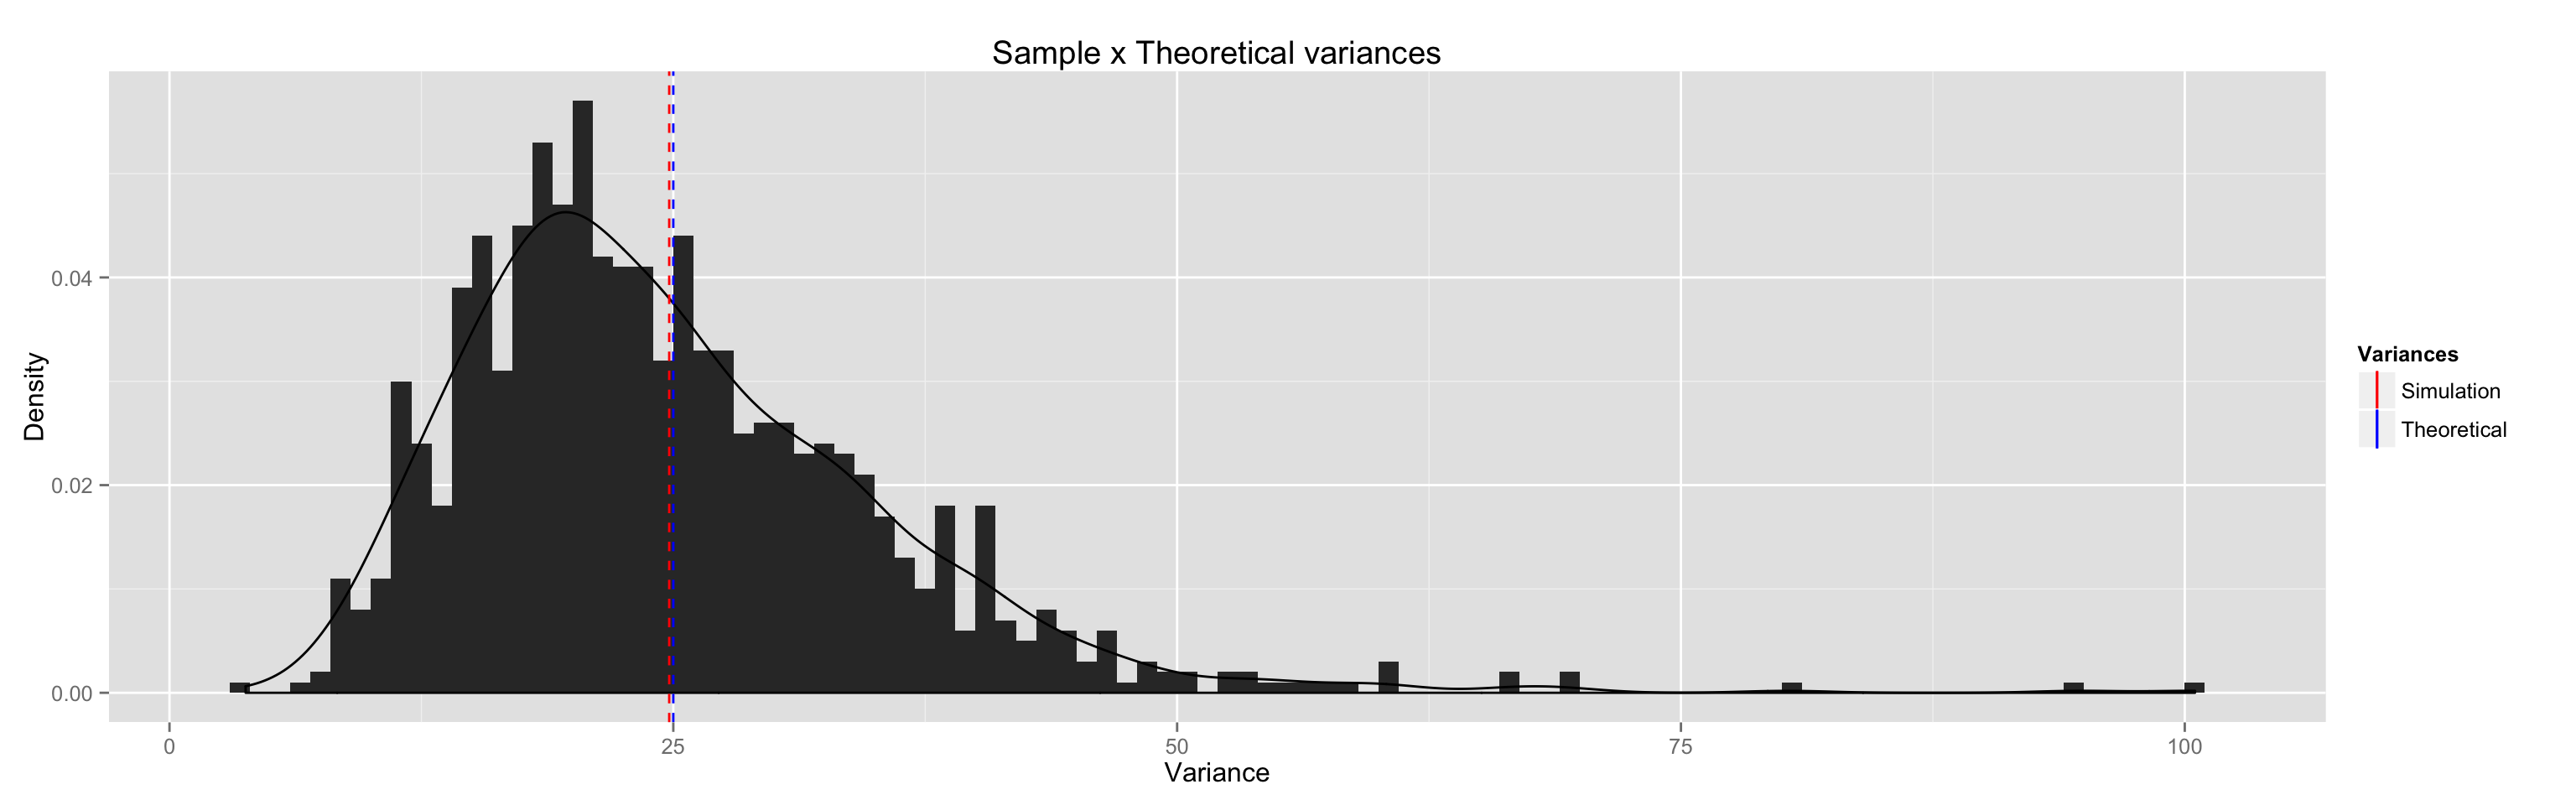 Sample x Theoretical variances
Density
0.04
0.02
0.00
0
25
50
75
100
Variance
Variances
Simulation
Theoretical